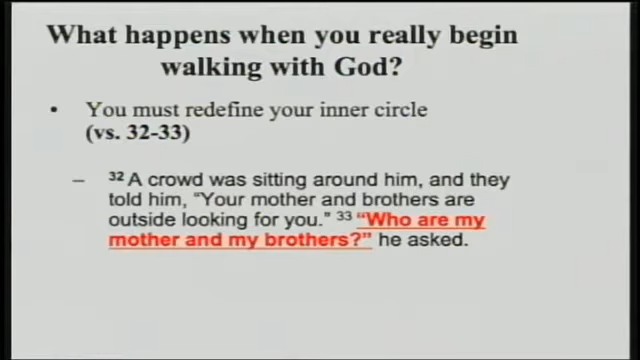 What happens when you really begin
walking with God?
• You must redefine your inner circle
(vs. 32-33)
– 32 A crowd was sitting around him, and they
told him, "Your mother and brothers are
outside looking for you." 33 "Who are my
mother and my brothers?" he asked.